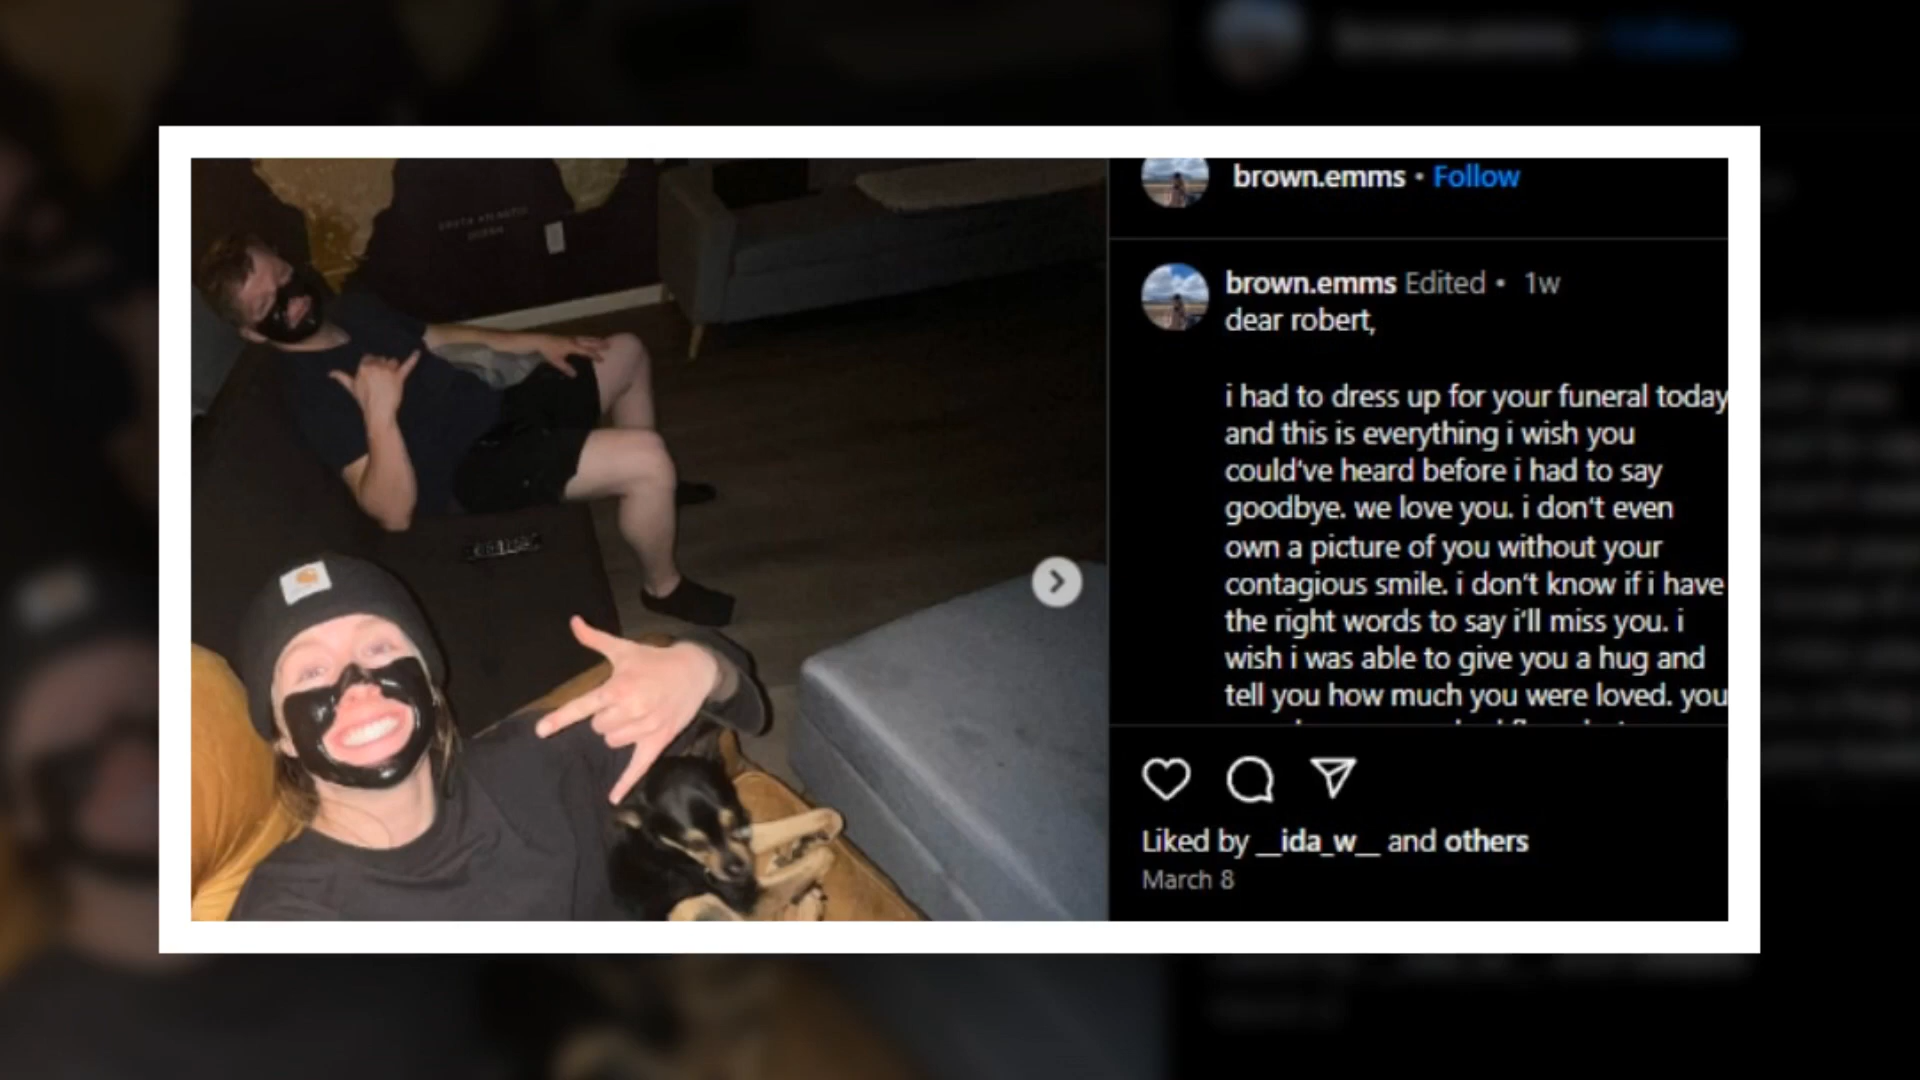 brown.emms • Follow
brown.emms Edited • 1w
dear robert,
i had to dress up for your funeral today
and this is everything i wish you
could've heard before i had to say
goodbye. we love you. i don't even
own a picture of you without your
contagious smile. i don't know if i have
the right words to say i'll miss you. i
wish i was able to give you a hug and
tell you how much you were loved. you
Liked by __ida_w__ and others
March 8